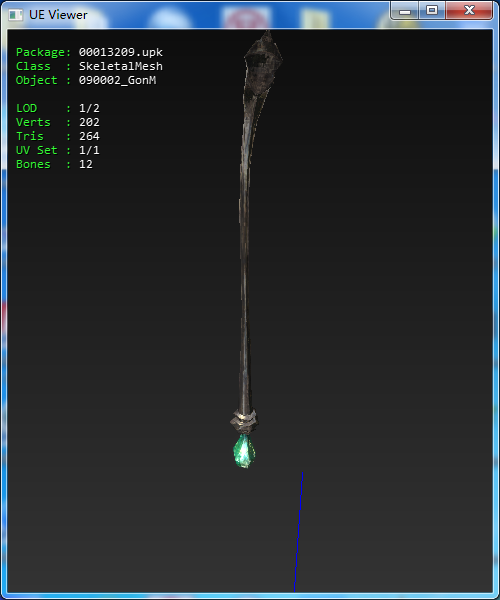 UE Viewer
Package: 00013209.upk
Class  : SkeletalMesh
Object : 090002_GonM
LOD    : 1/2
Verts  : 202
Tris   : 264
UV Set : 1/1
Bones  : 12